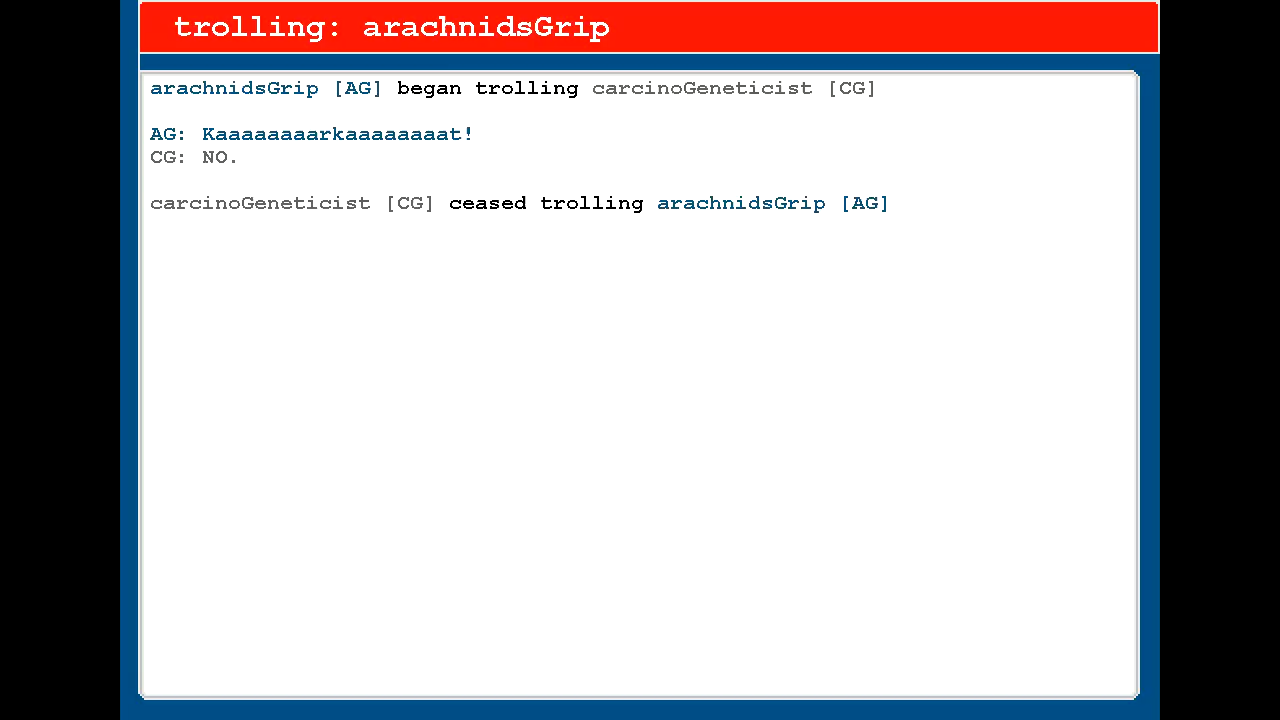 trolling: arachnidsGrip
arachnidsGrip [AG] began trolling carcinoGeneticist [CG]
AG: Kaaaaaaaarkaaaaaaaat!
CG: NO.
carcinoGeneticist [CG] ceased trolling arachnidsGrip [AG]